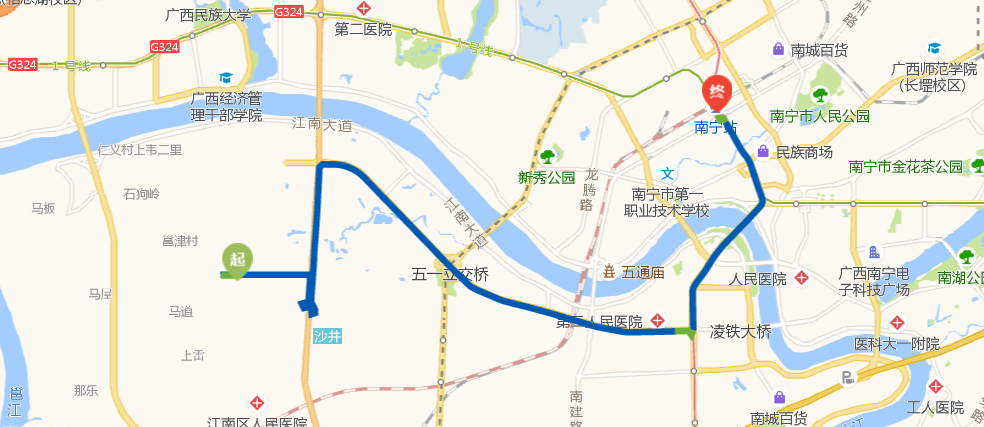 广西民族大学
G324
第二医院
1号线
南城百货
路
州
G324
G324
1号线
广西师范学院
(长堽校区)
广西经济管
理干部学院
终
江南大道
南宁站
南宁市人民公园
仁义村上韦二里
民族商场
新秀公园
南宁市金花茶公园
文
龙
腾
路
石狗岭
马板
南宁市第一
职业技术学校
江南大道
邕津村
起
五一立交桥
五通庙
人民医院
广西南宁电
子科技广场
南湖公园
马屋
马逍
第三人民医院
凌铁大桥
沙井
医科大一附院
上雷
那乐
邕
江
南
建
路
P
江南区人民医院
南城百货
工人医院